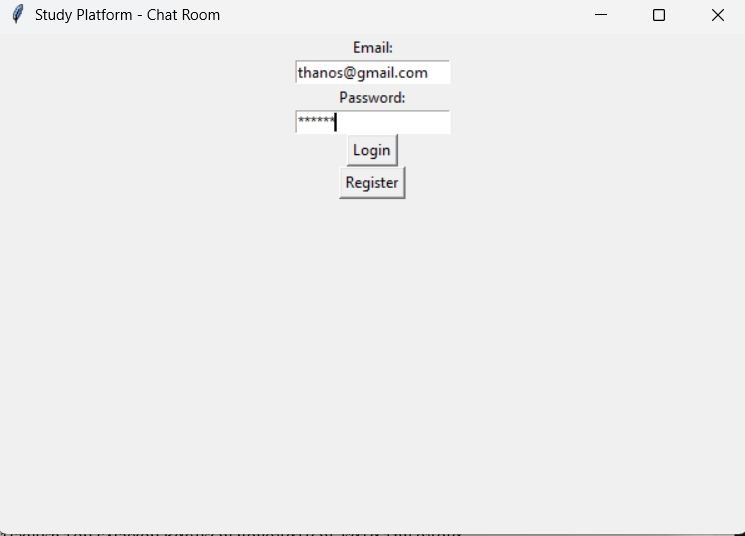 Study Platform - Chat Room
Email:
thanos@gmail.com
Password:
******
Login
Register